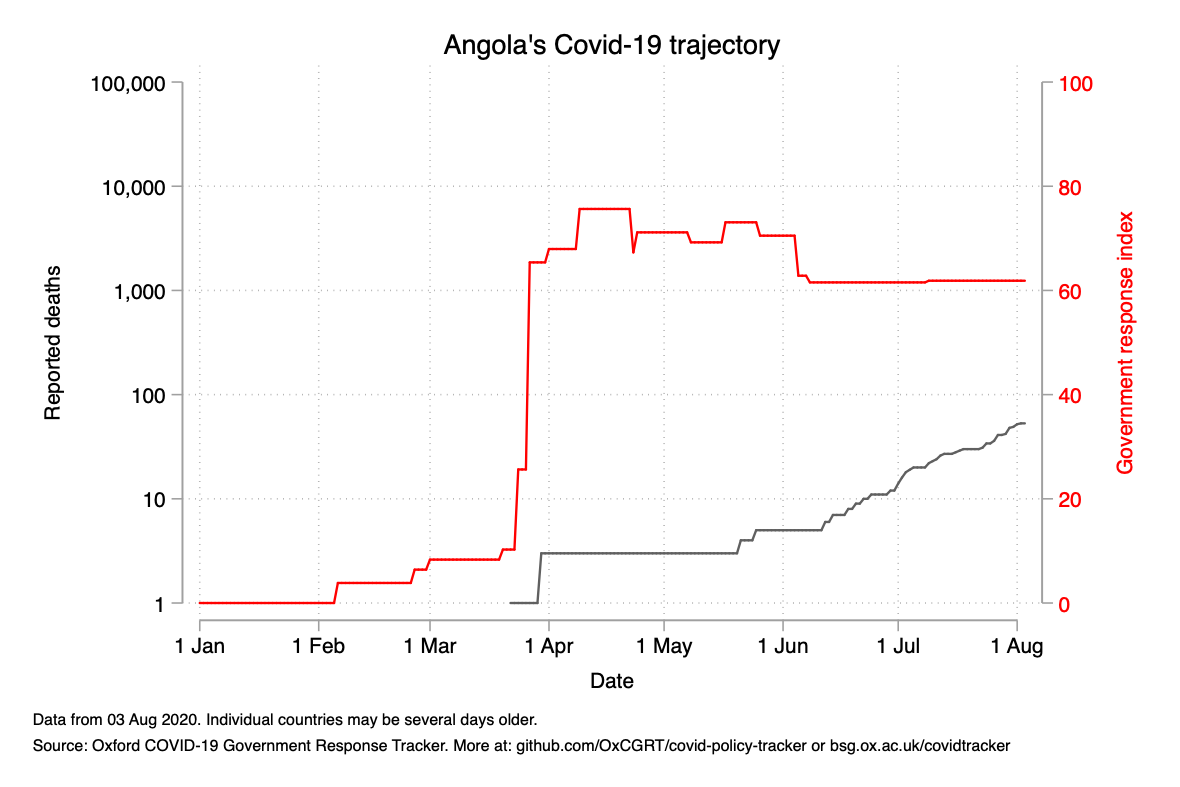 Angola's Covid-19 trajectory
100,000
10,000
1,000
100
10
1
Reported deaths
100
80
60
40
20
0
Government response index
1 Jan
1 Feb
1 Mar
1 Apr
1 May
1 Jun
1 Jul
1 Aug
Date
Data from 03 Aug 2020. Individual countries may be several days older.
Source: Oxford COVID-19 Government Response Tracker. More at: github.com/OxCGRT/covid-policy-tracker or bsg.ox.ac.uk/covidtracker